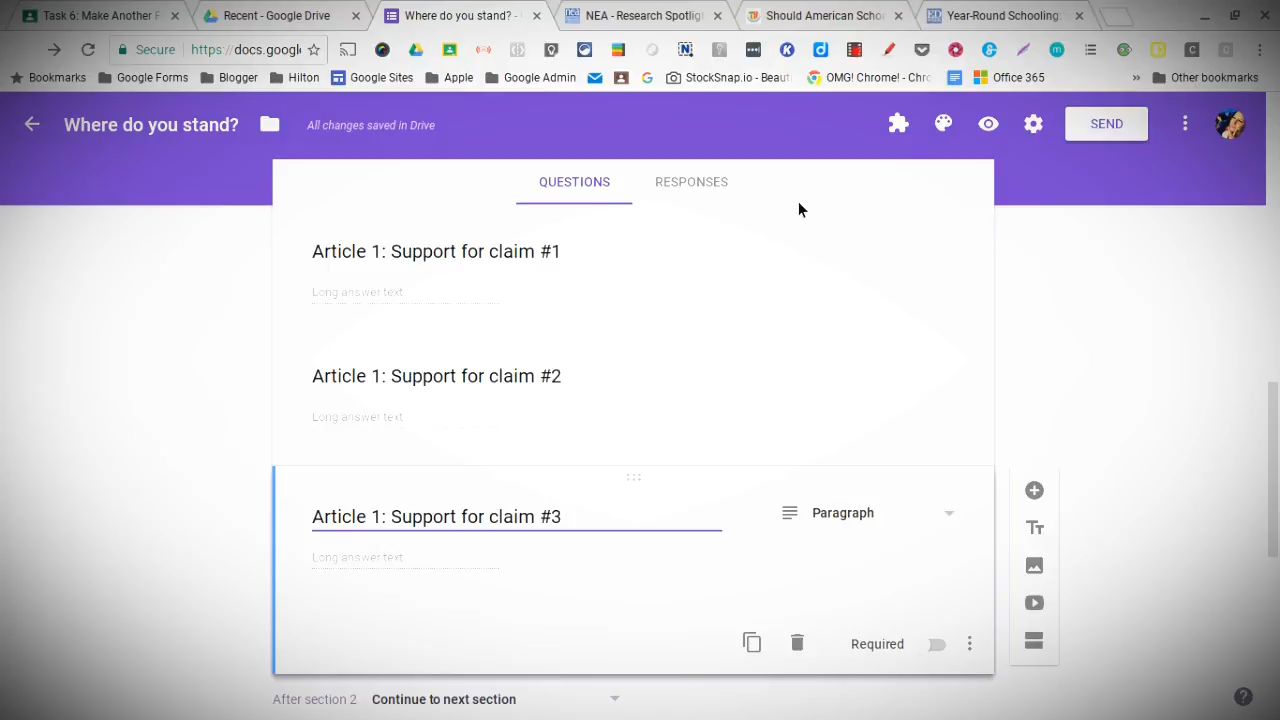 Task 6: Make Another F
Recent - Google Drive
Where do you stand? -
NEA - Research Spotlig
Should American Schoo
Year-Round Schooling:
Secure
https://docs.googl
Bookmarks
Google Forms
Blogger
Hilton
Google Sites
Apple
Google Admin
StockSnap.io - Beaut
OMG! Chrome! - Chro
Office 365
Other bookmarks
Where do you stand?
All changes saved in Drive
SEND
QUESTIONS
RESPONSES
Article 1: Support for claim #1
Long answer text
Article 1: Support for claim #2
Long answer text
Article 1: Support for claim #3
Paragraph
Long answer text
Required
After section 2
Continue to next section